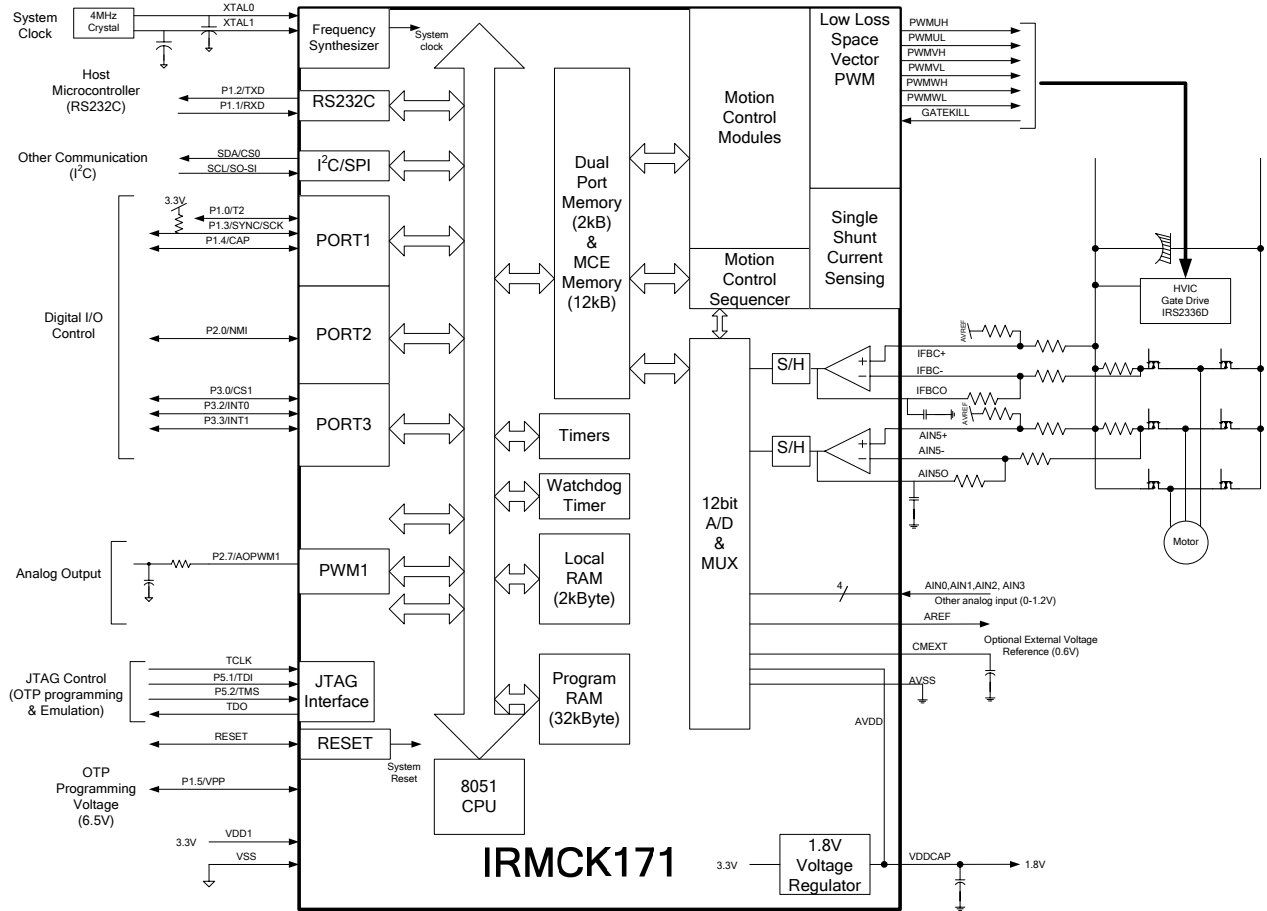 System
Clock
4MHz
Crystal
XTAL0
XTAL1
Frequency
Synthesizer
System
clock
Host
Microcontroller
(RS232C)
P1.2/TXD
P1.1/RXD
RS232C
Other Communication
(I²C)
SDA/CS0
SCL/SO-SI
I²C/SPI
Digital I/O
Control
3.3V
P1.0/T2
P1.3/SYNC/SCK
P1.4/CAP
PORT1
P2.0/NMI
PORT2
P3.0/CS1
P3.2/INT0
P3.3/INT1
PORT3
Analog Output
P2.7/AOPWM1
PWM1
JTAG Control
(OTP programming
& Emulation)
TCLK
P5.1/TDI
P5.2/TMS
TDO
JTAG
Interface
RESET
RESET
System
Reset
OTP
Programming
Voltage
(6.5V)
P1.5/VPP
3.3V
VDD1
VSS
8051
CPU
Dual
Port
Memory
(2kB)
&
MCE
Memory
(12kB)
Timers
Watchdog
Timer
Local
RAM
(2kByte)
Program
RAM
(32kByte)
Motion
Control
Modules
Motion
Control
Sequencer
Low Loss
Space
Vector
PWM
Single
Shunt
Current
Sensing
12bit
A/D
&
MUX
S/H
S/H
+
-
+
-
PWMUH
PWMUL
PWMVH
PWMVL
PWMWH
PWMWL
GATEKILL
HVIC
Gate Drive
IRS2336D
AVREF
IFBC+
IFBC-
IFBCO
AVREF
AIN5+
AIN5-
AIN5O
Motor
4
AIN0,AIN1,AIN2, AIN3
Other analog input (0-1.2V)
AREF
Optional External Voltage
Reference (0.6V)
CMEXT
AVSS
AVDD
IRMCK171
3.3V
1.8V
Voltage
Regulator
VDDCAP
1.8V